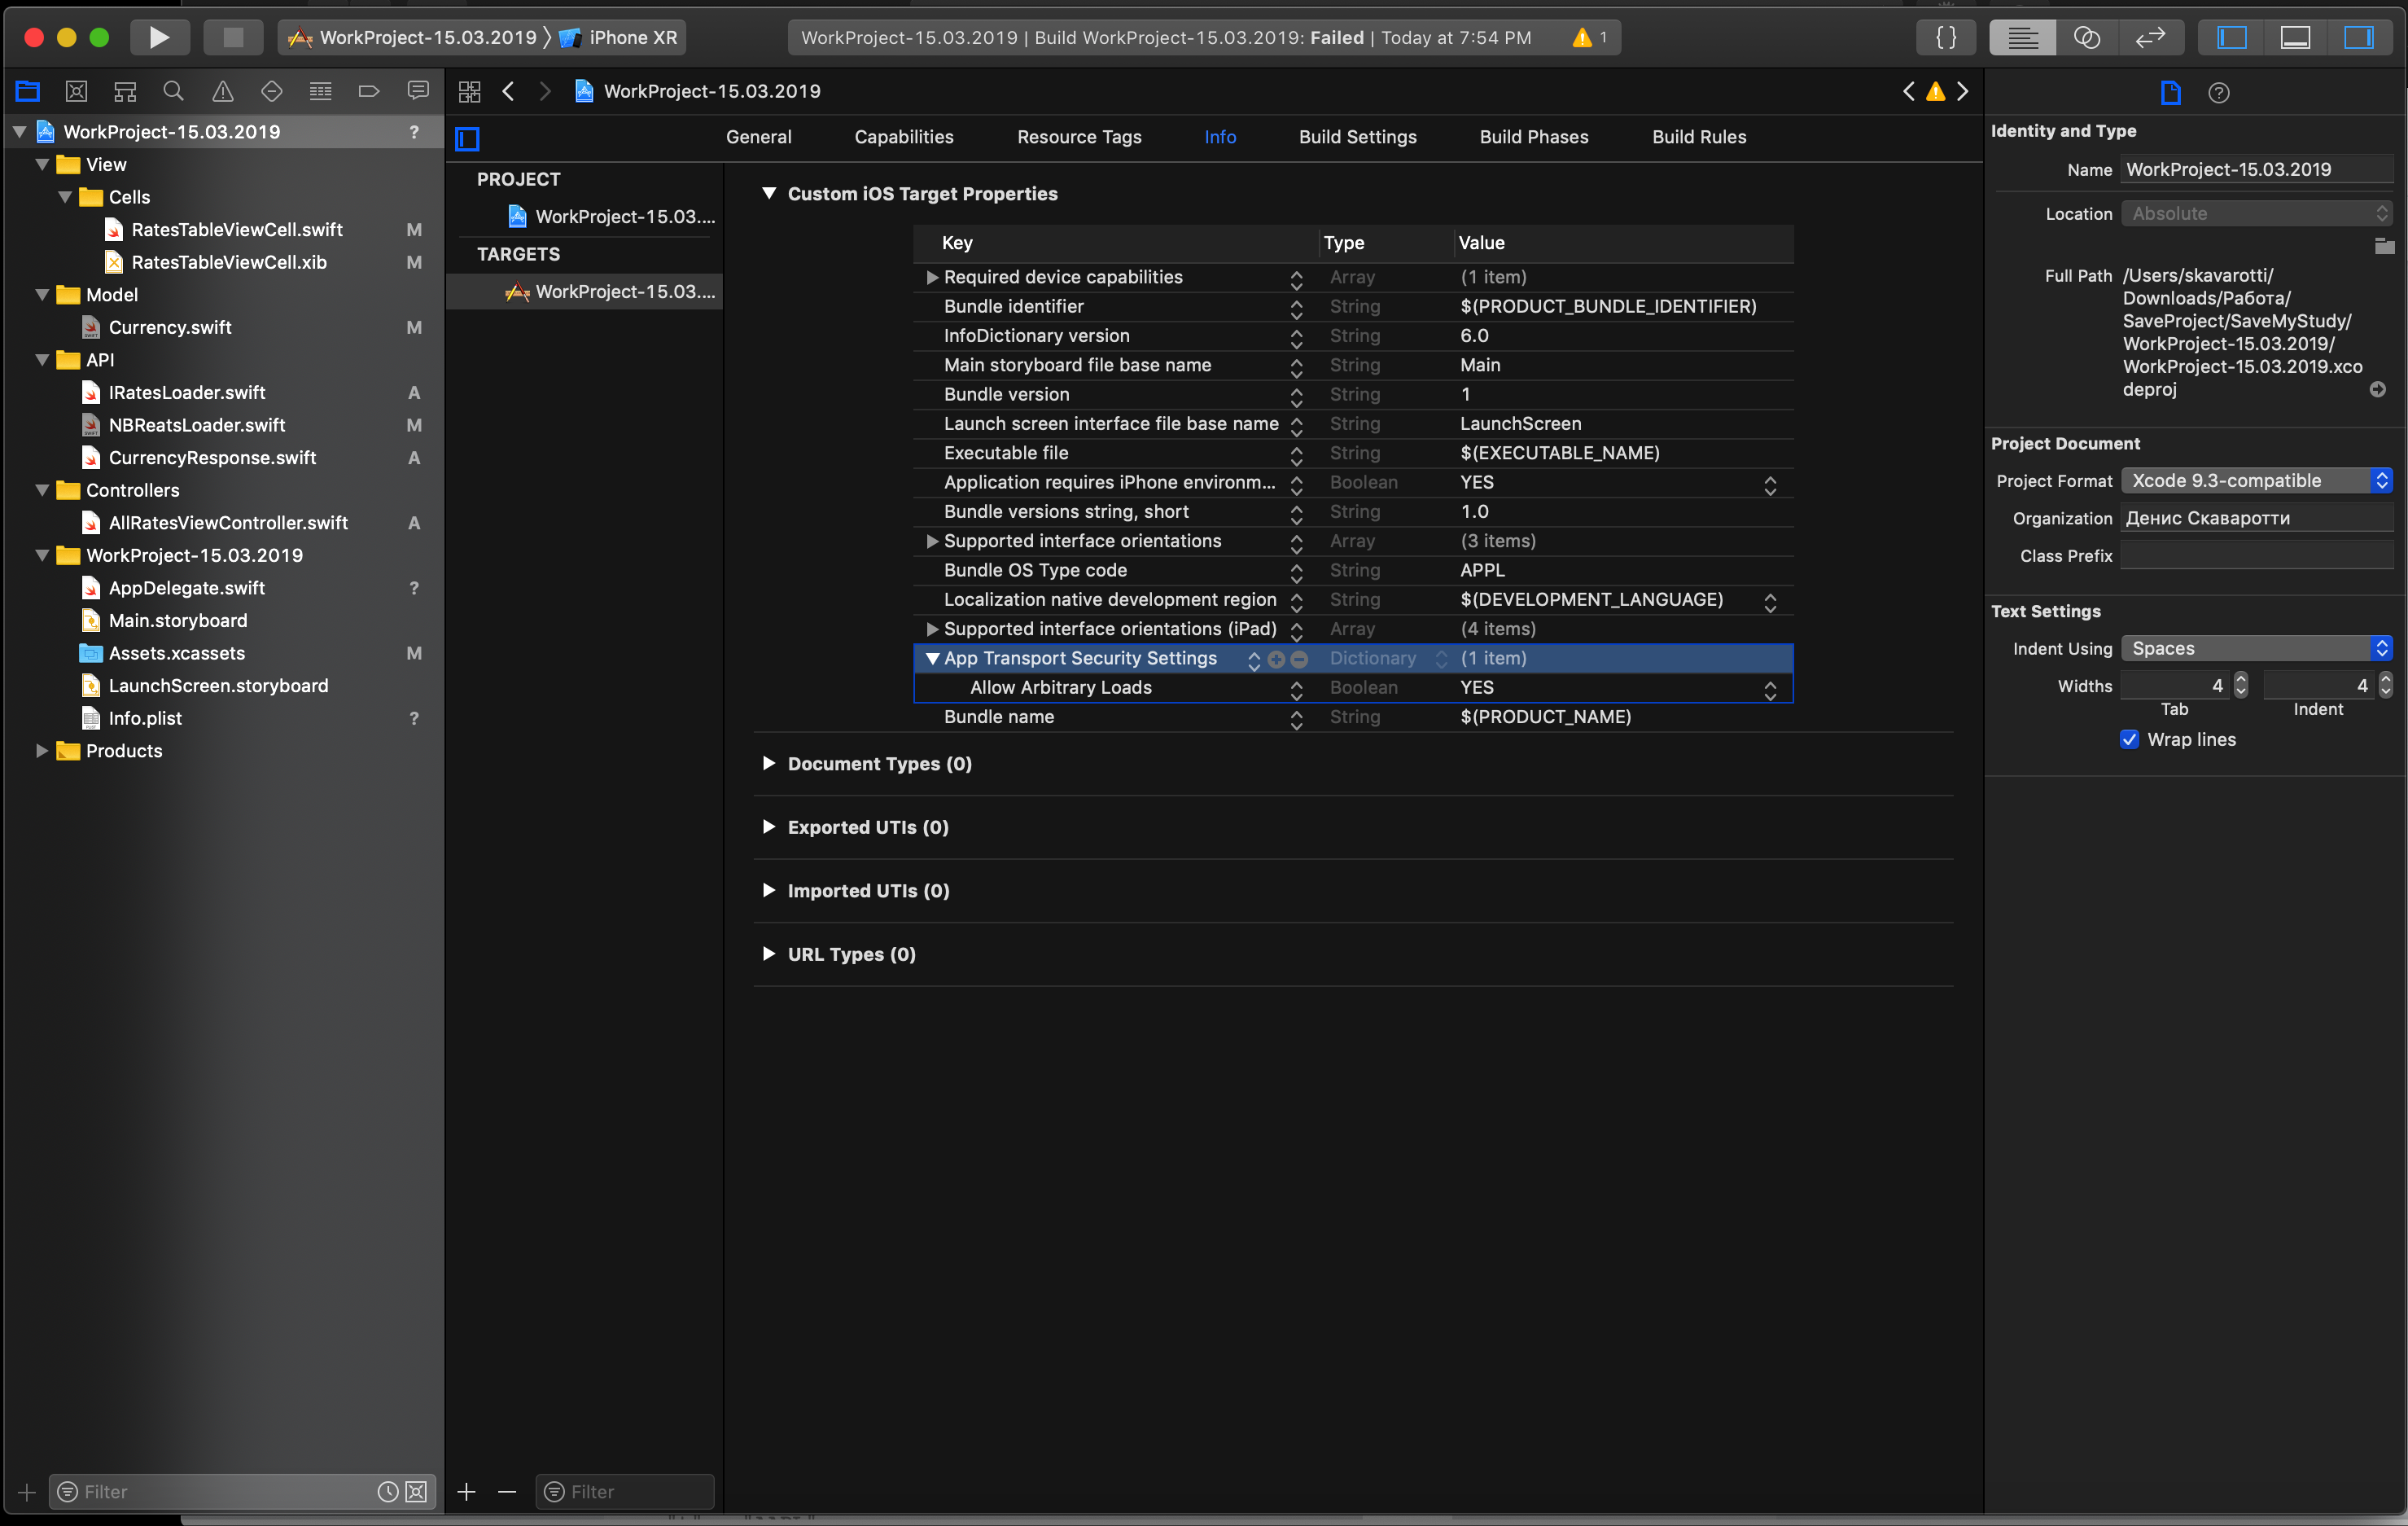 WorkProject-15.03.2019 〉 iPhone XR
WorkProject-15.03.2019 | Build WorkProject-15.03.2019: Failed | Today at 7:54 PM
1
{ }
WorkProject-15.03.2019 ?
View
Cells
RatesTableViewCell.swift M
RatesTableViewCell.xib M
Model
Currency.swift M
API
IRatesLoader.swift A
NBReatsLoader.swift M
CurrencyResponse.swift A
Controllers
AllRatesViewController.swift A
WorkProject-15.03.2019
AppDelegate.swift ?
Main.storyboard
Assets.xcassets M
LaunchScreen.storyboard
Info.plist ?
Products
Filter
WorkProject-15.03.2019
General Capabilities Resource Tags Info Build Settings Build Phases Build Rules
PROJECT
WorkProject-15.03....
TARGETS
WorkProject-15.03....
Filter
Custom iOS Target Properties
Key Type Value
Required device capabilities Array (1 item)
Bundle identifier String $(PRODUCT_BUNDLE_IDENTIFIER)
InfoDictionary version String 6.0
Main storyboard file base name String Main
Bundle version String 1
Launch screen interface file base name String LaunchScreen
Executable file String $(EXECUTABLE_NAME)
Application requires iPhone environm... Boolean YES
Bundle versions string, short String 1.0
Supported interface orientations Array (3 items)
Bundle OS Type code String APPL
Localization native development region String $(DEVELOPMENT_LANGUAGE)
Supported interface orientations (iPad) Array (4 items)
App Transport Security Settings Dictionary (1 item)
Allow Arbitrary Loads Boolean YES
Bundle name String $(PRODUCT_NAME)
Document Types (0)
Exported UTIs (0)
Imported UTIs (0)
URL Types (0)
Identity and Type
Name WorkProject-15.03.2019
Location Absolute
Full Path /Users/skavarotti/
Downloads/Работа/
SaveProject/SaveMyStudy/
WorkProject-15.03.2019/
WorkProject-15.03.2019.xco
deproj
Project Document
Project Format Xcode 9.3-compatible
Organization Денис Скаваротти
Class Prefix
Text Settings
Indent Using Spaces
Widths 4 4
Tab Indent
Wrap lines